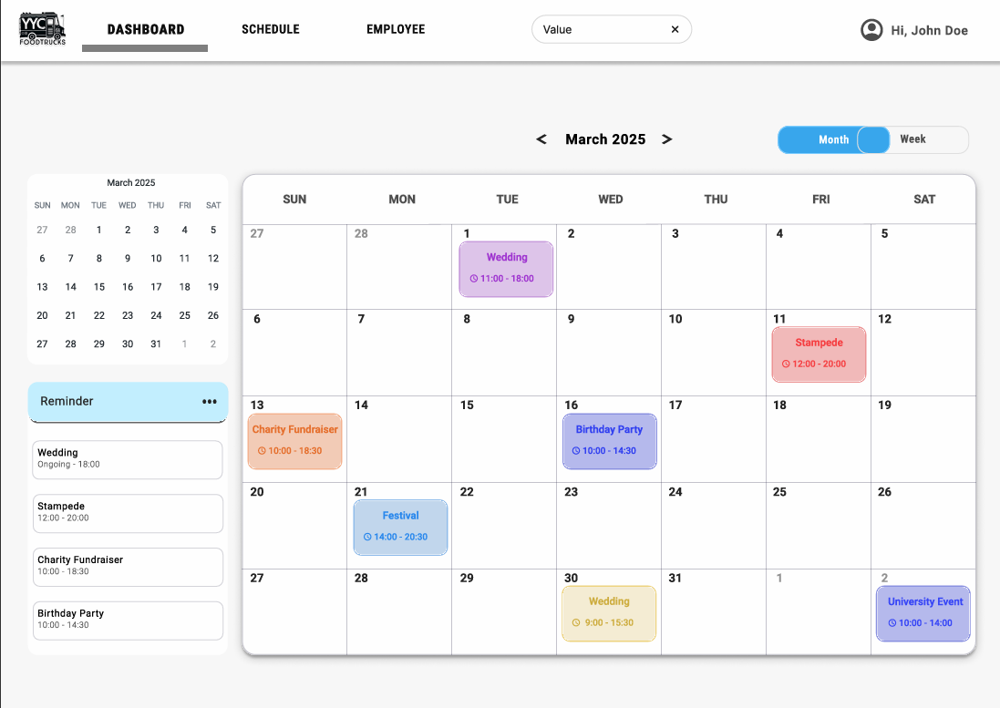 YYC
FOODTRUCKS
DASHBOARD
SCHEDULE
EMPLOYEE
Value
Hi, John Doe
< March 2025 >
Month
Week
March 2025
SUN MON TUE WED THU FRI SAT
27 28 1 2 3 4 5
6 7 8 9 10 11 12
13 14 15 16 17 18 19
20 21 22 23 24 25 26
27 28 29 30 31 1 2
Reminder
Wedding
Ongoing - 18:00
Stampede
12:00 - 20:00
Charity Fundraiser
10:00 - 18:30
Birthday Party
10:00 - 14:30
SUN MON TUE WED THU FRI SAT
27 28 1 2 3 4 5
Wedding
11:00 - 18:00
6 7 8 9 10 11 12
Stampede
12:00 - 20:00
13 14 15 16 17 18 19
Charity Fundraiser
10:00 - 18:30
Birthday Party
10:00 - 14:30
20 21 22 23 24 25 26
Festival
14:00 - 20:30
27 28 29 30 31 1 2
Wedding
9:00 - 15:30
University Event
10:00 - 14:00